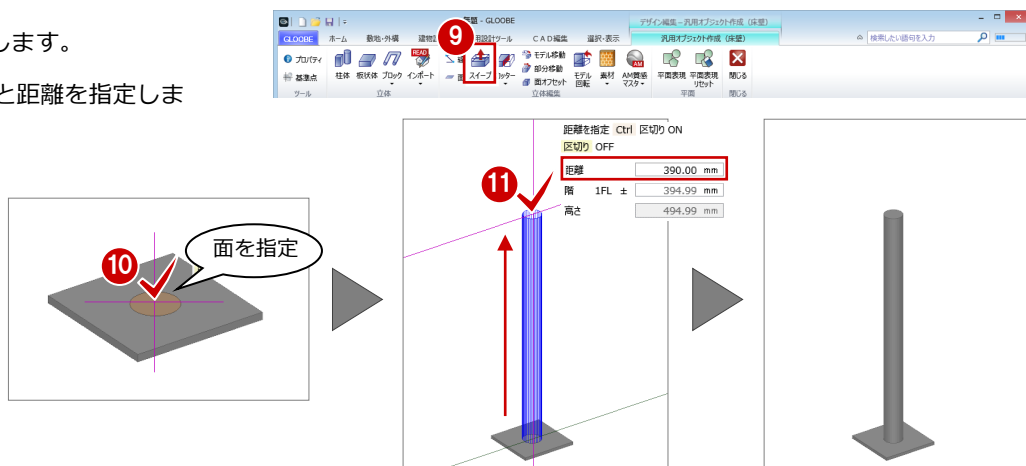 します。
と距離を指定しま
- GLOOBE
デザイン編集 – 汎用オブジェクト作成（床壁）
GLOOBE ホーム 敷地・外構 ＣＡＤ編集 選択・表示 汎用オブジェクト作成（床壁） 検索したい語句を入力
9
プロパティ 柱体 板状体 ブロック インポート スイープ モデル移動 モデル回転 素材 AM質感マスター 平面表現 平面表現リセット 閉じる
基準点 部分移動
面オフセット
ツール 立体 立体編集 平面 閉じる
距離を指定 Ctrl 区切り ON
区切り OFF
距離 390.00 mm
階 1FL ± 394.99 mm
高さ 494.99 mm
11
10
面を指定